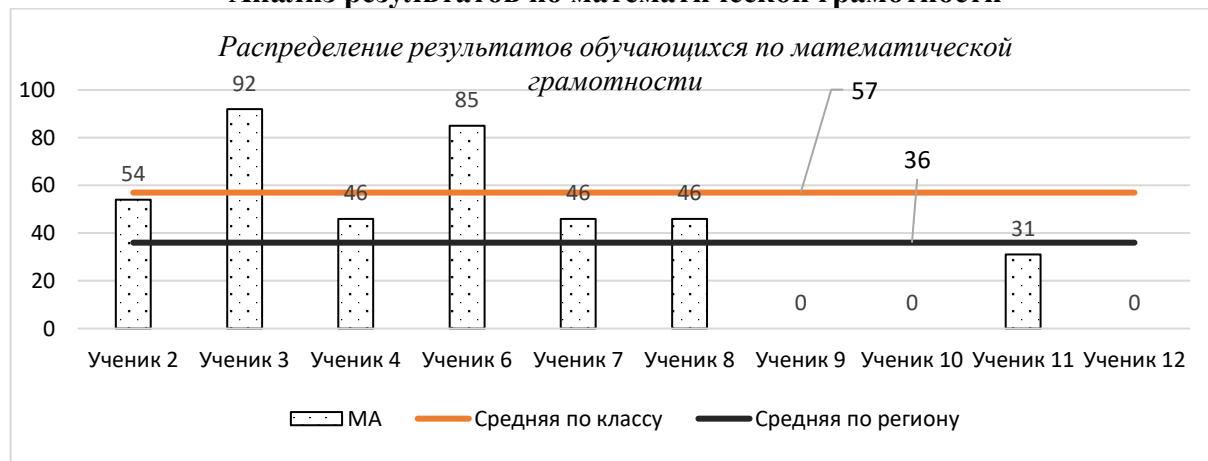 Анализ результатов по математической грамотности
Распределение результатов обучающихся по математической
грамотности
100
80
60
40
20
0
54
92
46
85
46
46
0
0
31
0
57
36
Ученик 2
Ученик 3
Ученик 4
Ученик 6
Ученик 7
Ученик 8
Ученик 9
Ученик 10
Ученик 11
Ученик 12
МА
Средняя по классу
Средняя по региону